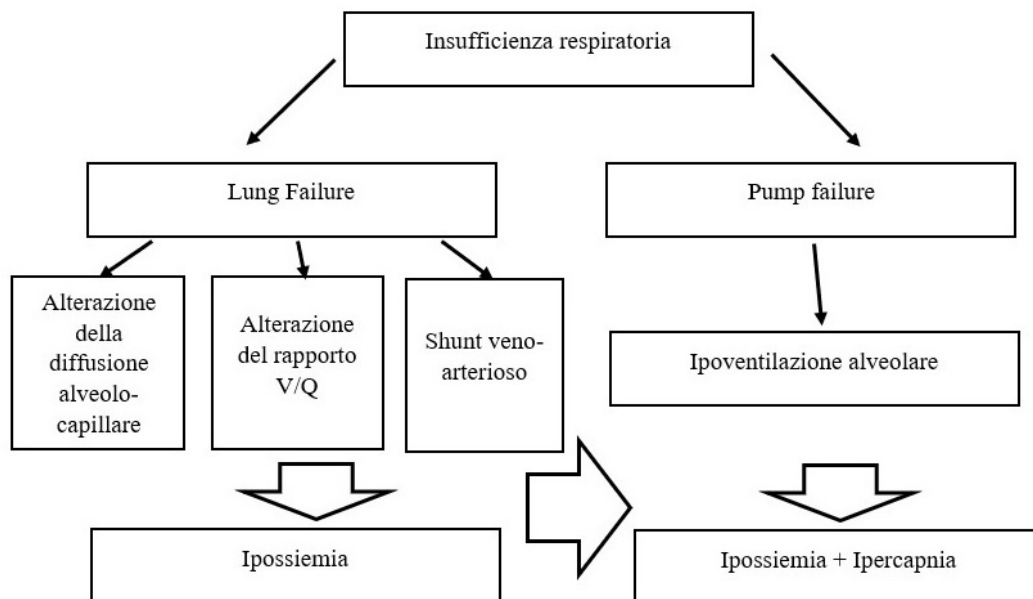 Insufficienza respiratoria
Lung Failure
Pump failure
Alterazione
della
diffusione
alveolo-
capillare
Alterazione
del rapporto
V/Q
Shunt veno-
arterioso
Ipoventilazione alveolare
Ipossiemia
Ipossiemia + Ipercapnia